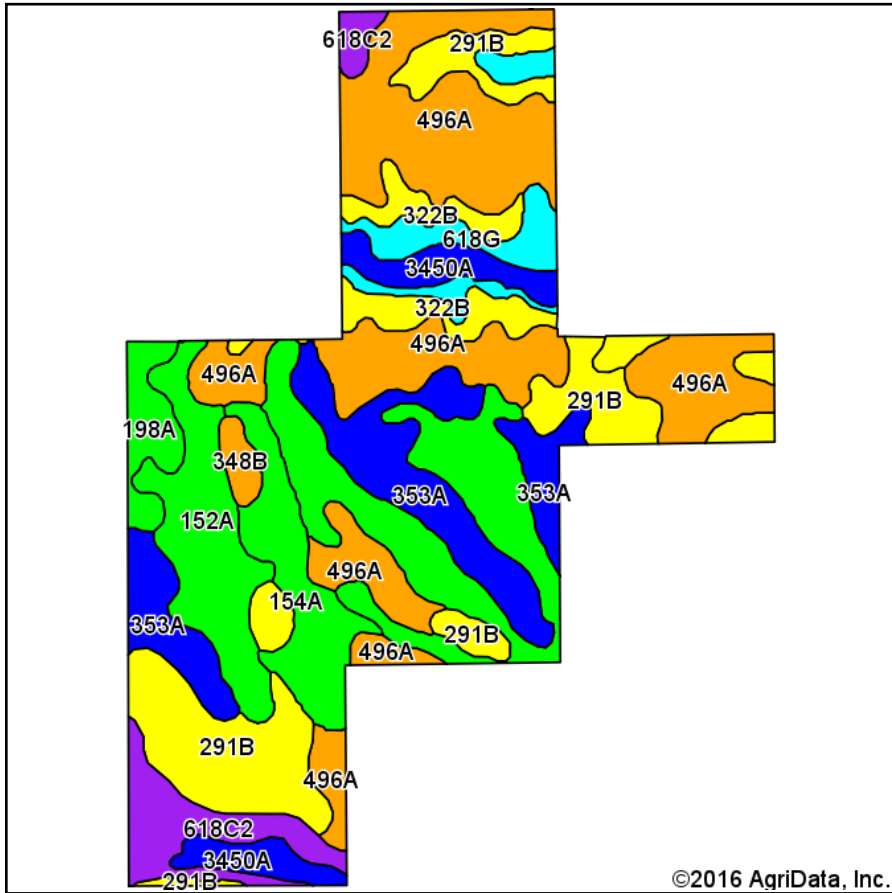 618C2
291B
496A
322B
618G
3450A
322B
496A
496A
496A
291B
198A
348B
353A
353A
152A
496A
154A
353A
291B
496A
291B
496A
618C2
3450A
291B
©2016 AgriData, Inc.